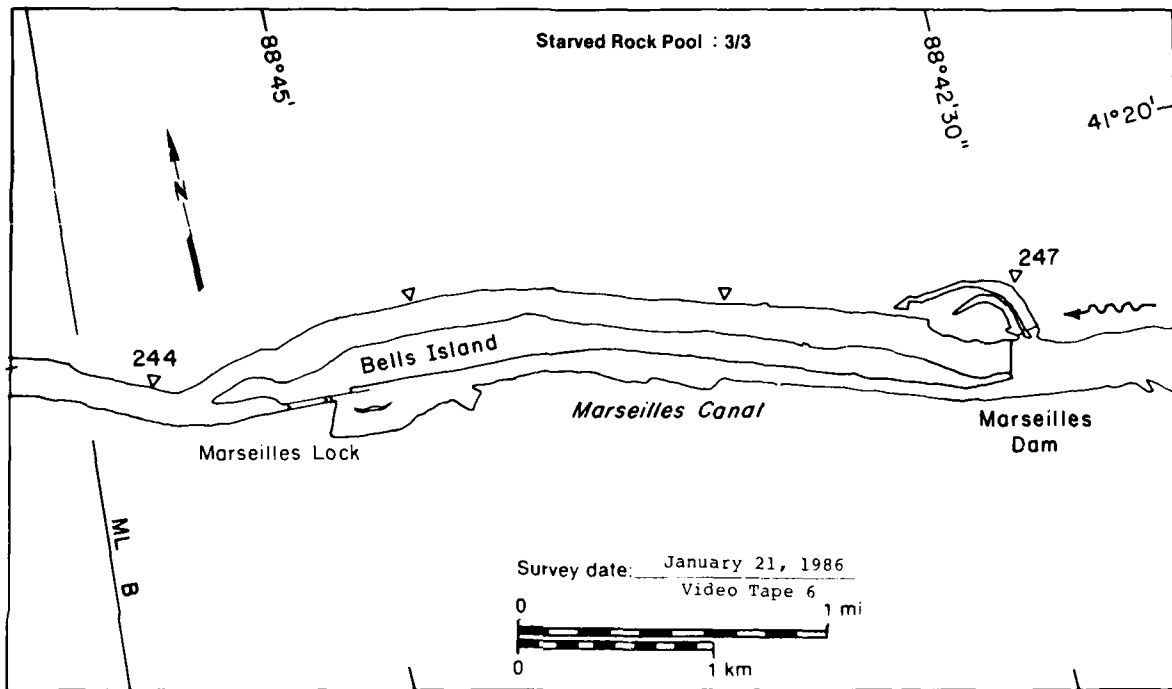 Starved Rock Pool : 3/3
88°45'
88°42'30"
41°20'
N
247
244
Bells Island
Marseilles Canal
Marseilles Lock
Marseilles
Dam
ML B
Survey date: January 21, 1986
Video Tape 6
0 1 mi
0 1 km